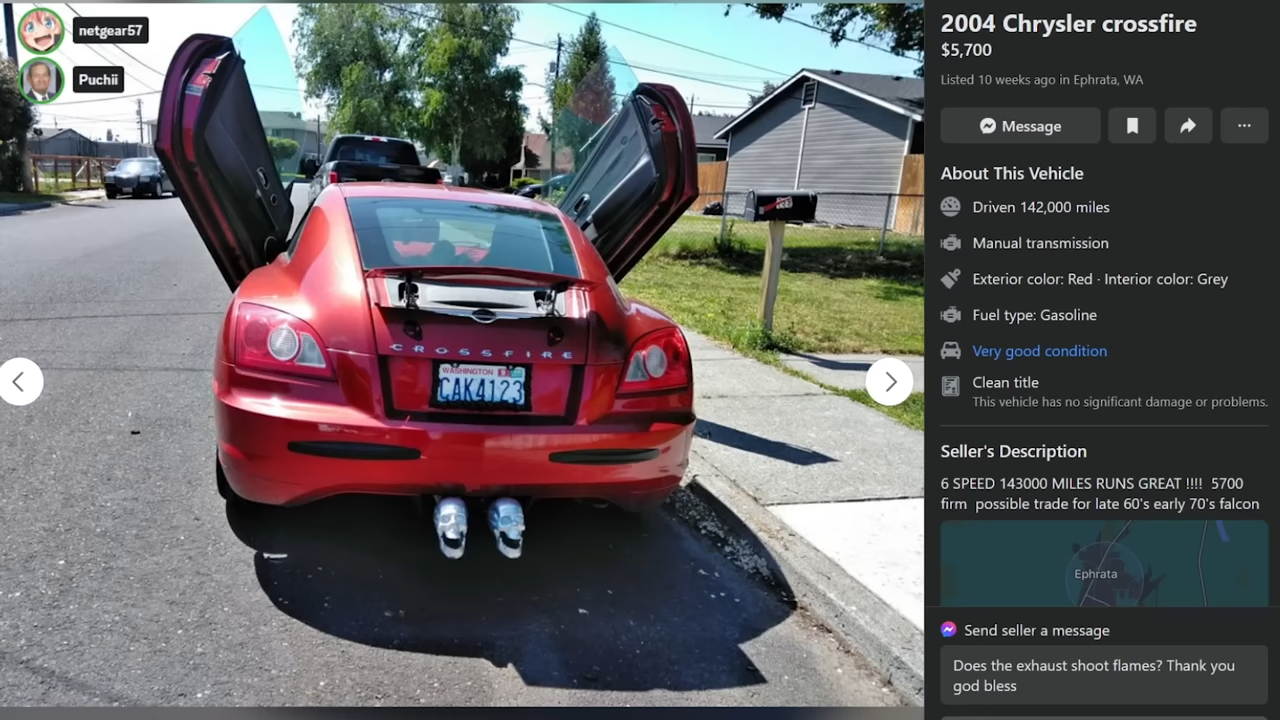 netgear57
Puchii
CROSSFIRE
WASHINGTON
CAK4123
2004 Chrysler crossfire
$5,700
Listed 10 weeks ago in Ephrata, WA
Message
About This Vehicle
Driven 142,000 miles
Manual transmission
Exterior color: Red · Interior color: Grey
Fuel type: Gasoline
Very good condition
Clean title
This vehicle has no significant damage or problems.
Seller's Description
6 SPEED 143000 MILES RUNS GREAT !!!! 5700
firm possible trade for late 60's early 70's falcon
Ephrata
Send seller a message
Does the exhaust shoot flames? Thank you
god bless